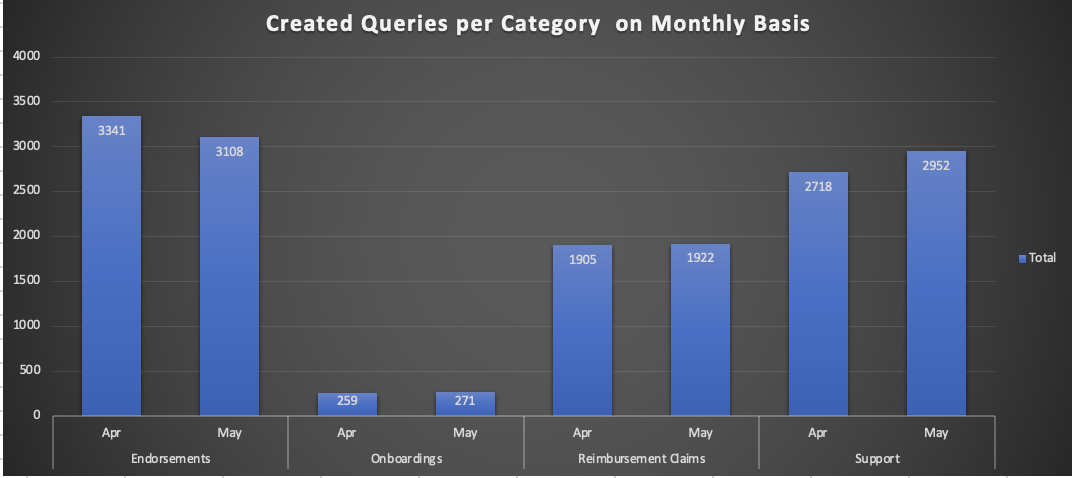 Created Queries per Category  on Monthly Basis
4000
3500
3000
2500
2000
1500
1000
500
0
3341
3108
259
271
1905
1922
2718
2952
Apr
May
Apr
May
Apr
May
Apr
May
Endorsements
Onboardings
Reimbursement Claims
Support
Total